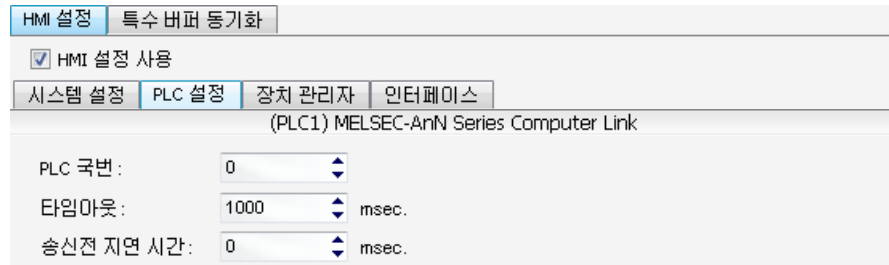 HMI 설정 특수 버퍼 동기화
HMI 설정 사용
시스템 설정 PLC 설정 장치 관리자 인터페이스
(PLC1) MELSEC-AnN Series Computer Link
PLC 국번 : 0
타임아웃 : 1000 msec.
송신전 지연 시간 : 0 msec.